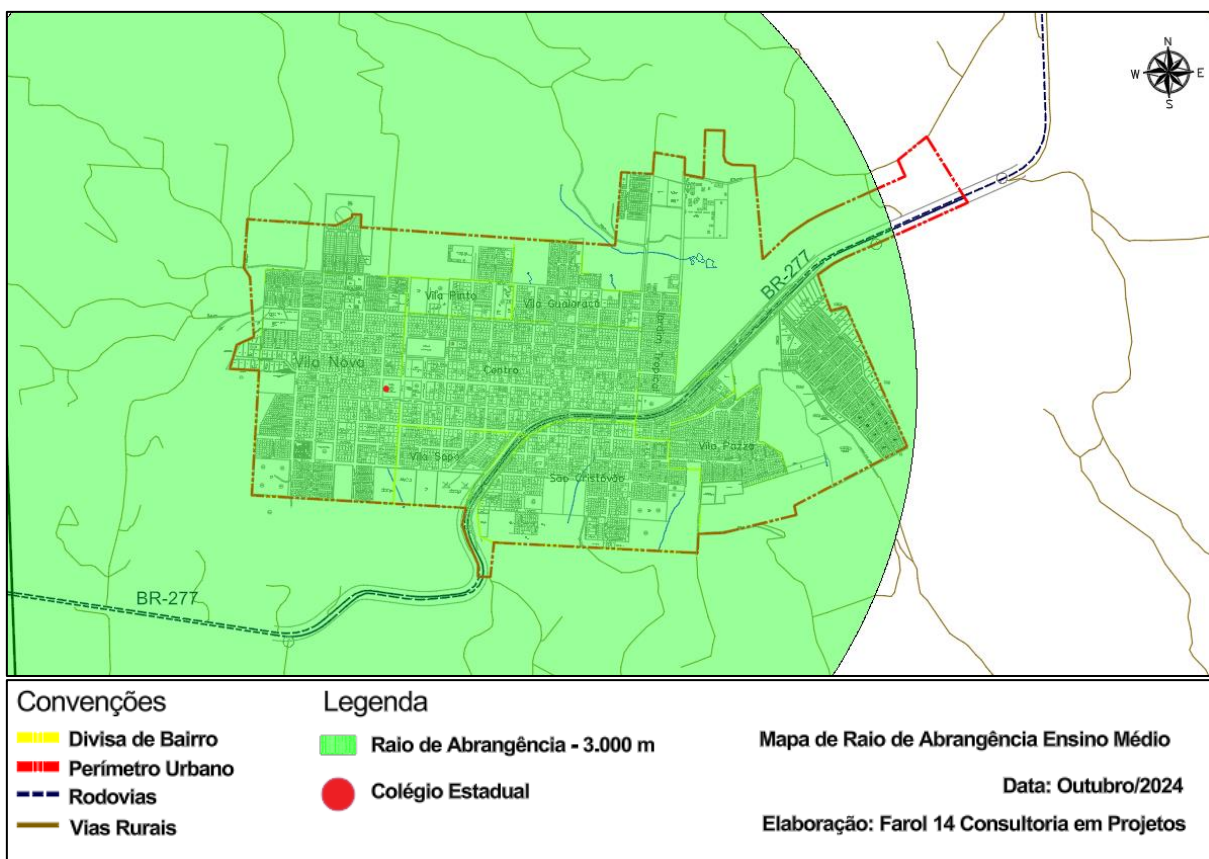 N
W E
S
BR-277
Vila Pinto
Vila Guairacá
Jardim Tropical
Vila Nova
Centro
Vila Sapo
São Cristóvão
Vila Pazza
BR-277
Convenções
Divisa de Bairro
Perímetro Urbano
Rodovias
Vias Rurais
Legenda
Raio de Abrangência - 3.000 m
Colégio Estadual
Mapa de Raio de Abrangência Ensino Médio
Data: Outubro/2024
Elaboração: Farol 14 Consultoria em Projetos